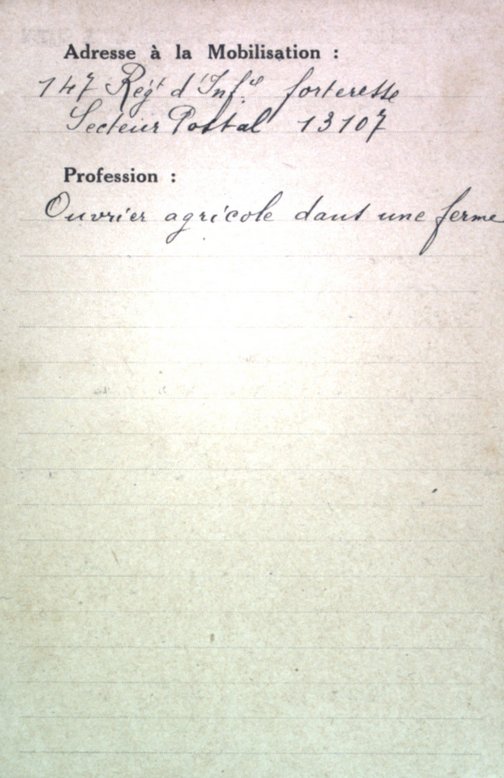 Adresse à la Mobilisation :
147 Régt d'Infie forteresse
Secteur Postal 13107
Profession :
Ouvrier agricole dans une ferme